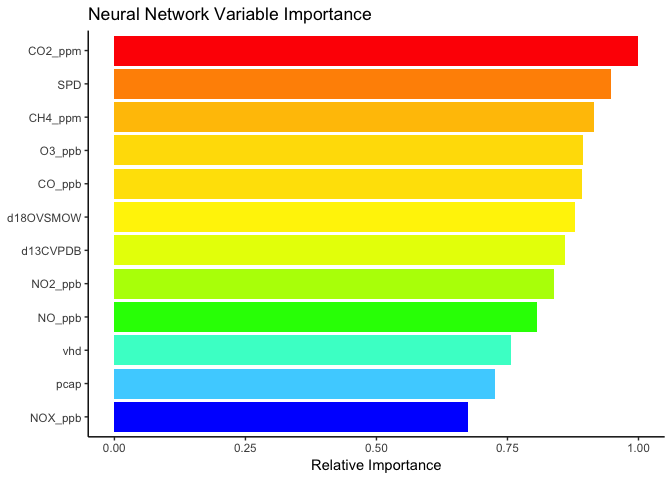 Neural Network Variable Importance
CO2_ppm
SPD
CH4_ppm
O3_ppb
CO_ppb
d18OVSMOW
d13CVPDB
NO2_ppb
NO_ppb
vhd
pcap
NOX_ppb
0.00 0.25 0.50 0.75 1.00
Relative Importance